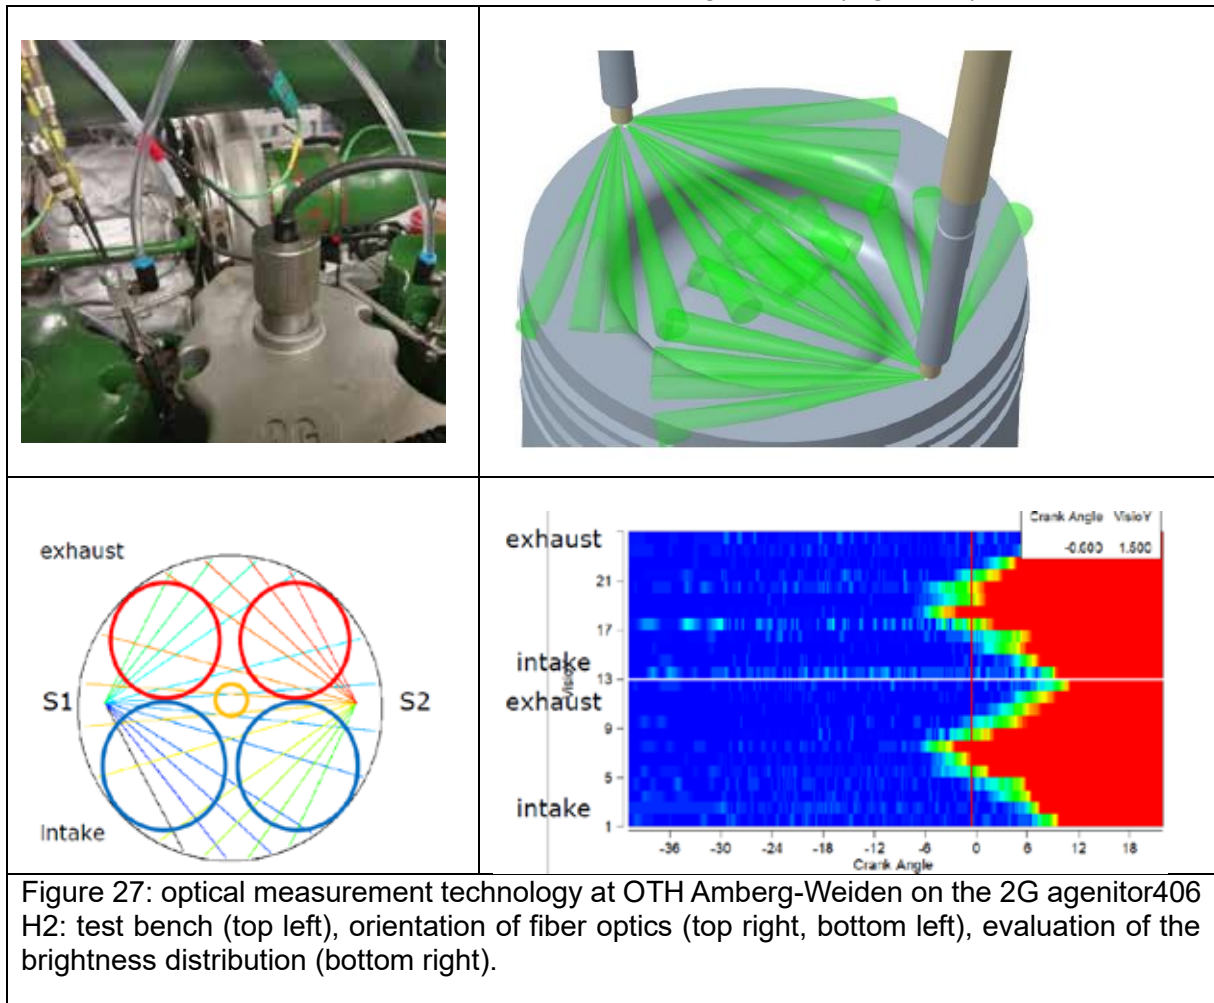 2G
exhaust
S1
S2
Intake
Crank Angle VisioY
-0.600 1.500
exhaust
21
17
intake
13
exhaust
9
5
intake
1
-36 -30 -24 -18 -12 -6 0 6 12 18
Crank Angle
Figure 27: optical measurement technology at OTH Amberg-Weiden on the 2G agenitor406
H2: test bench (top left), orientation of fiber optics (top right, bottom left), evaluation of the
brightness distribution (bottom right).